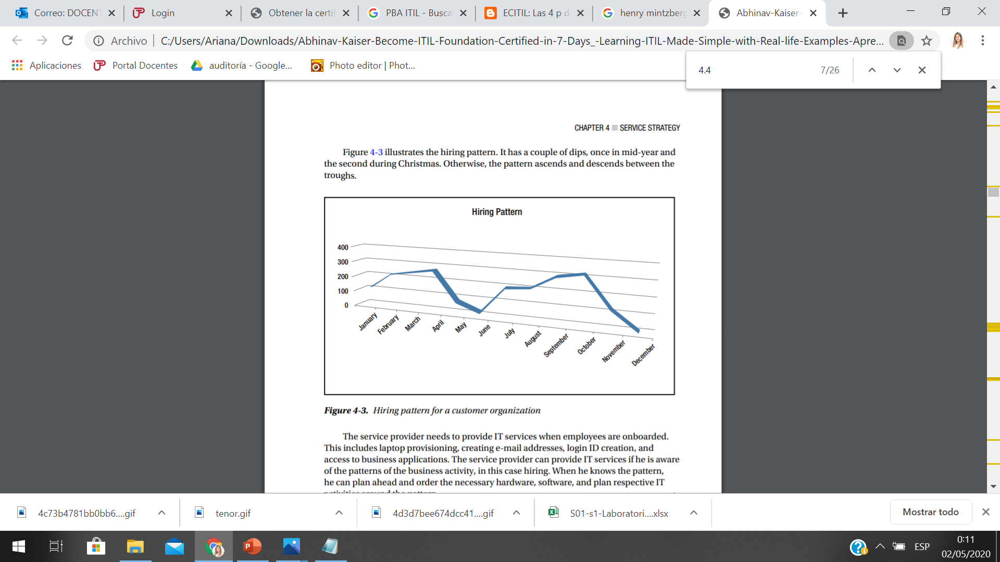 Correo: DOCENT
Login
Obtener la certif
PBA ITIL - Busca
ECITIL: Las 4 p d
henry mintzberg
Abhinav-Kaiser-
Archivo
C:/Users/Ariana/Downloads/Abhinav-Kaiser-Become-ITIL-Foundation-Certified-in-7-Days_-Learning-ITIL-Made-Simple-with-Real-life-Examples-Apre...
Aplicaciones
Portal Docentes
auditoría - Google...
Photo editor | Phot...
4.4
7/26
CHAPTER 4 ■ SERVICE STRATEGY
Figure 4-3 illustrates the hiring pattern. It has a couple of dips, once in mid-year and
the second during Christmas. Otherwise, the pattern ascends and descends between the
troughs.
Hiring Pattern
400
300
200
100
0
January
February
March
April
May
June
July
August
September
October
November
December
Figure 4-3. Hiring pattern for a customer organization
The service provider needs to provide IT services when employees are onboarded.
This includes laptop provisioning, creating e-mail addresses, login ID creation, and
access to business applications. The service provider can provide IT services if he is aware
of the patterns of the business activity, in this case hiring. When he knows the pattern,
he can plan ahead and order the necessary hardware, software, and plan respective IT
4c73b4781bb0bb6....gif
tenor.gif
4d3d7bee674dcc41....gif
S01-s1-Laboratori....xlsx
Mostrar todo
ESP
0:11
02/05/2020